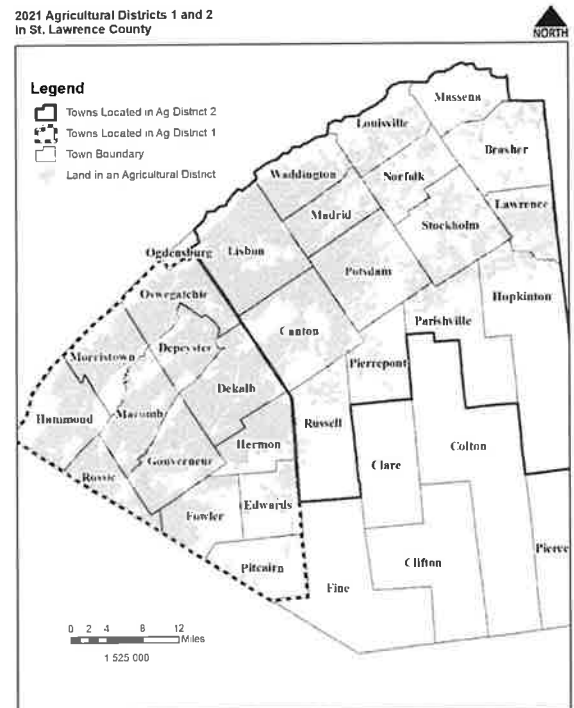 2021 Agricultural Districts 1 and 2
in St. Lawrence County
NORTH
Legend
Towns Located in Ag District 2
Towns Located in Ag District 1
Town Boundary
Land in an Agricultural District
Massena
Louisville
Brasher
Waddington
Norfolk
Lawrence
Madrid
Stockholm
Ogdensburg
Lisbon
Potsdam
Oswegatchie
Hopkinton
Canton
Parishville
Morristown
Depeyster
Pierrepont
Dekalb
Hammond
Macomb
Russell
Hermon
Colton
Clare
Gouverneur
Rossie
Edwards
Fowler
Pierce
Clifton
Pitcairn
Fine
0 2 4 8 12
Miles
1 525 000